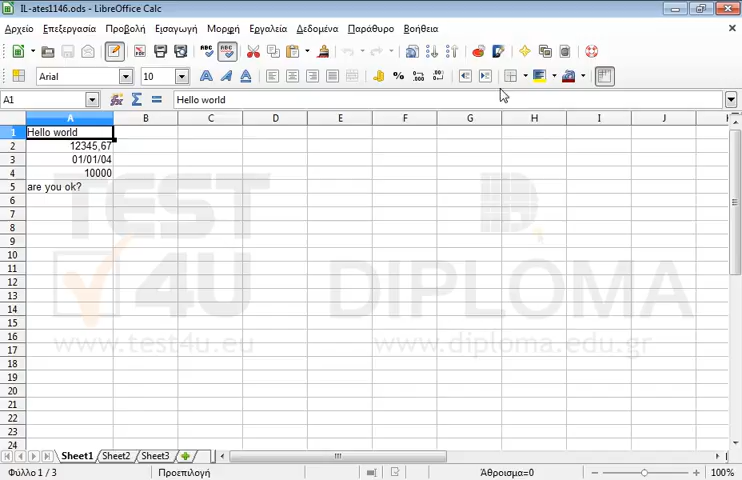 IL-ates1146.ods - LibreOffice Calc
Αρχείο Επεξεργασία Προβολή Εισαγωγή Μορφή Εργαλεία Δεδομένα Παράθυρο Βοήθεια
Arial 10
A1 Hello world
A B C D E F G H I J
1 Hello world
2 12345,67
3 01/01/04
4 10000
5 are you ok?
6
7
8
9
10
11
12
13
14
15
16
17
18
19
20
21
22
23
24
TEST 4U
www.test4u.eu
DIPLOMA
www.diploma.edu.gr
Sheet1 Sheet2 Sheet3
Φύλλο 1 / 3 Προεπιλογή Άθροισμα=0 100%